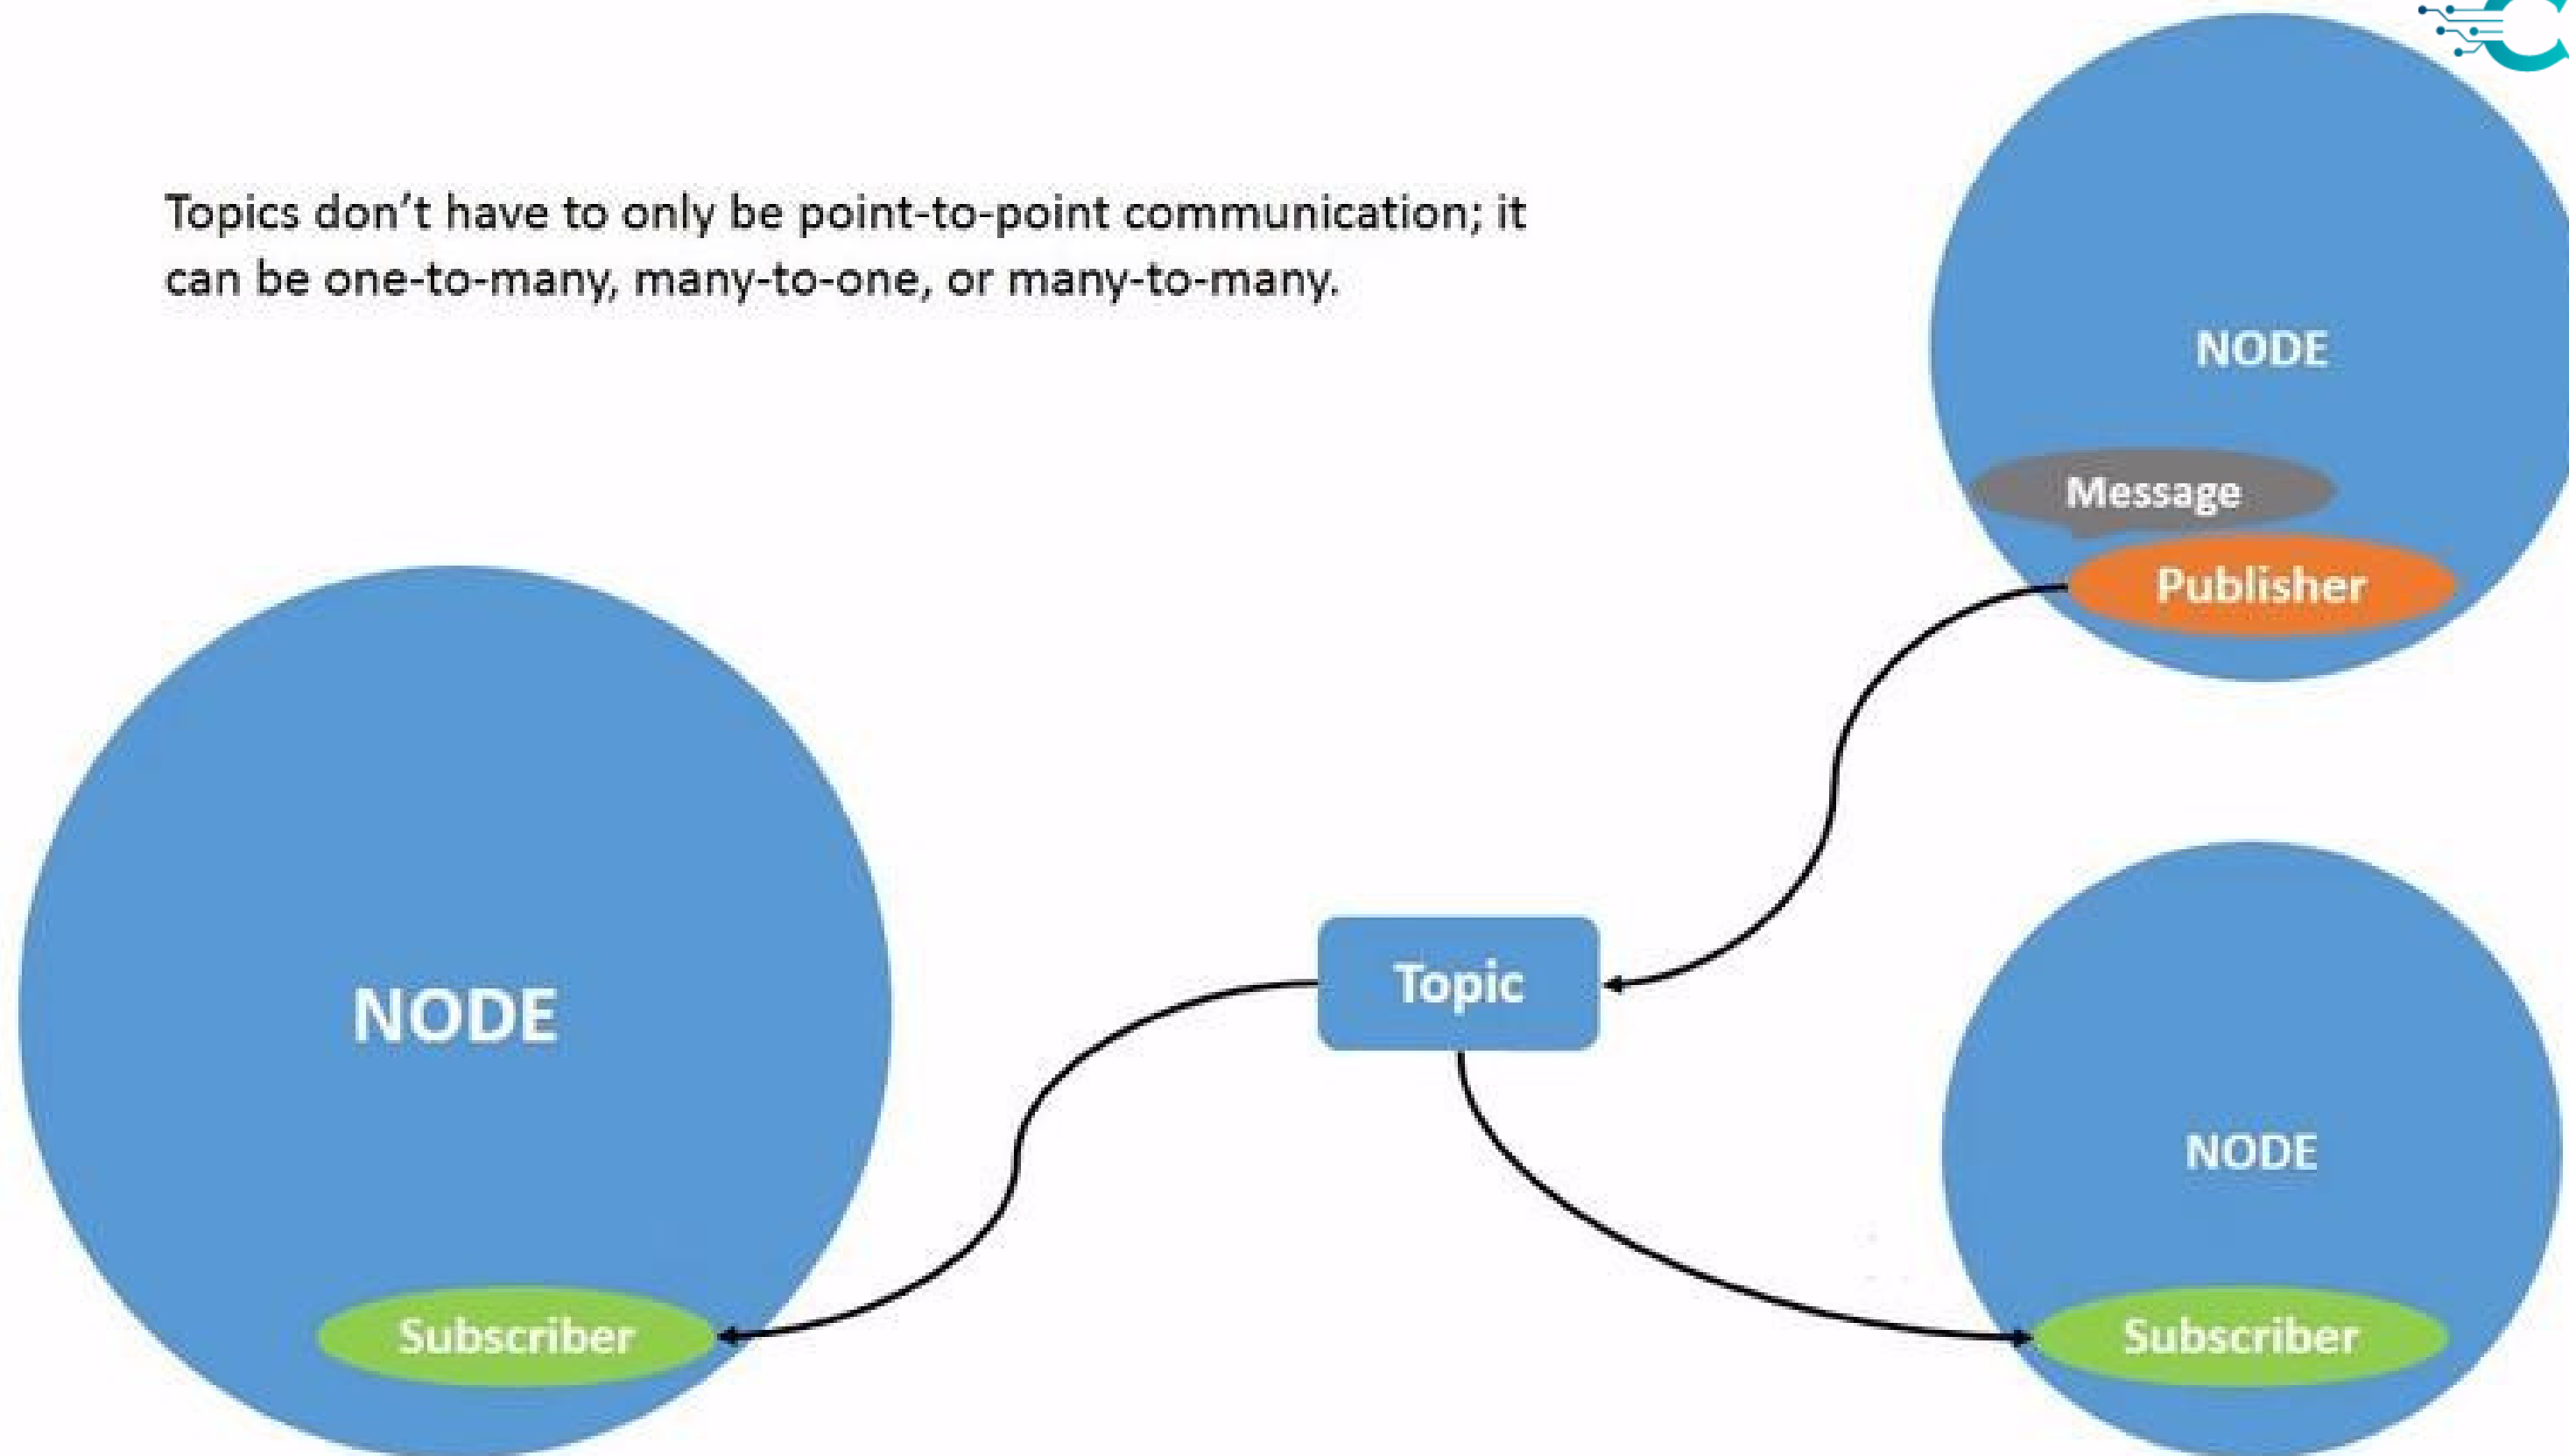 Topics don't have to only be point-to-point communication; it
can be one-to-many, many-to-one, or many-to-many.
NODE
Message
Publisher
Topic
NODE
NODE
Subscriber
Subscriber